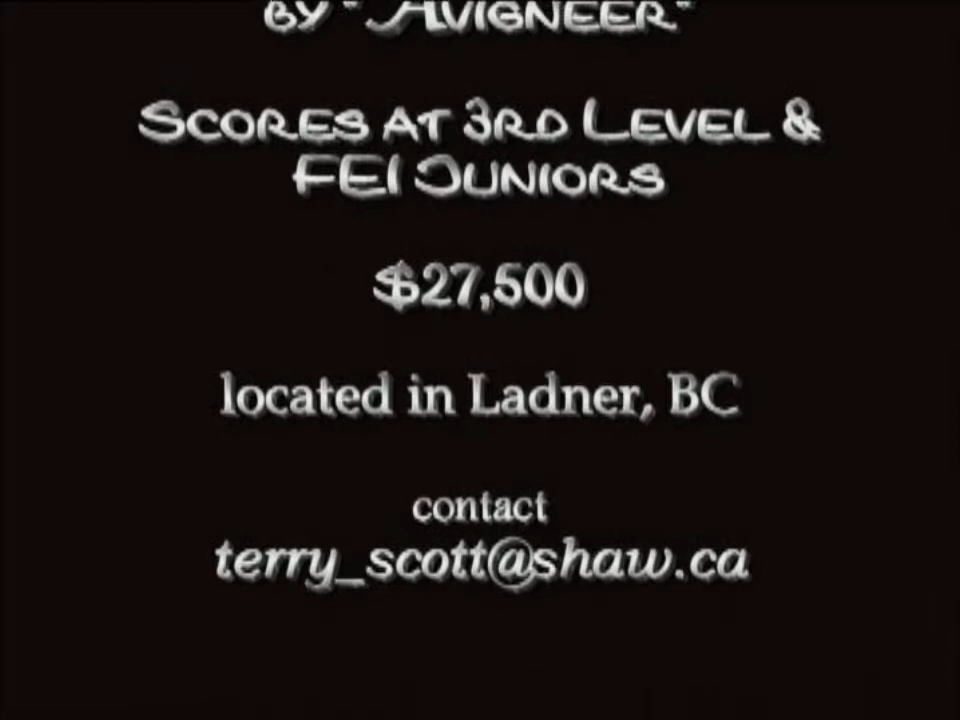 BY "AVIGNEER"
SCORES AT 3RD LEVEL &
FEI JUNIORS
$27,500
located in Ladner, BC
contact
terry_scott@shaw.ca